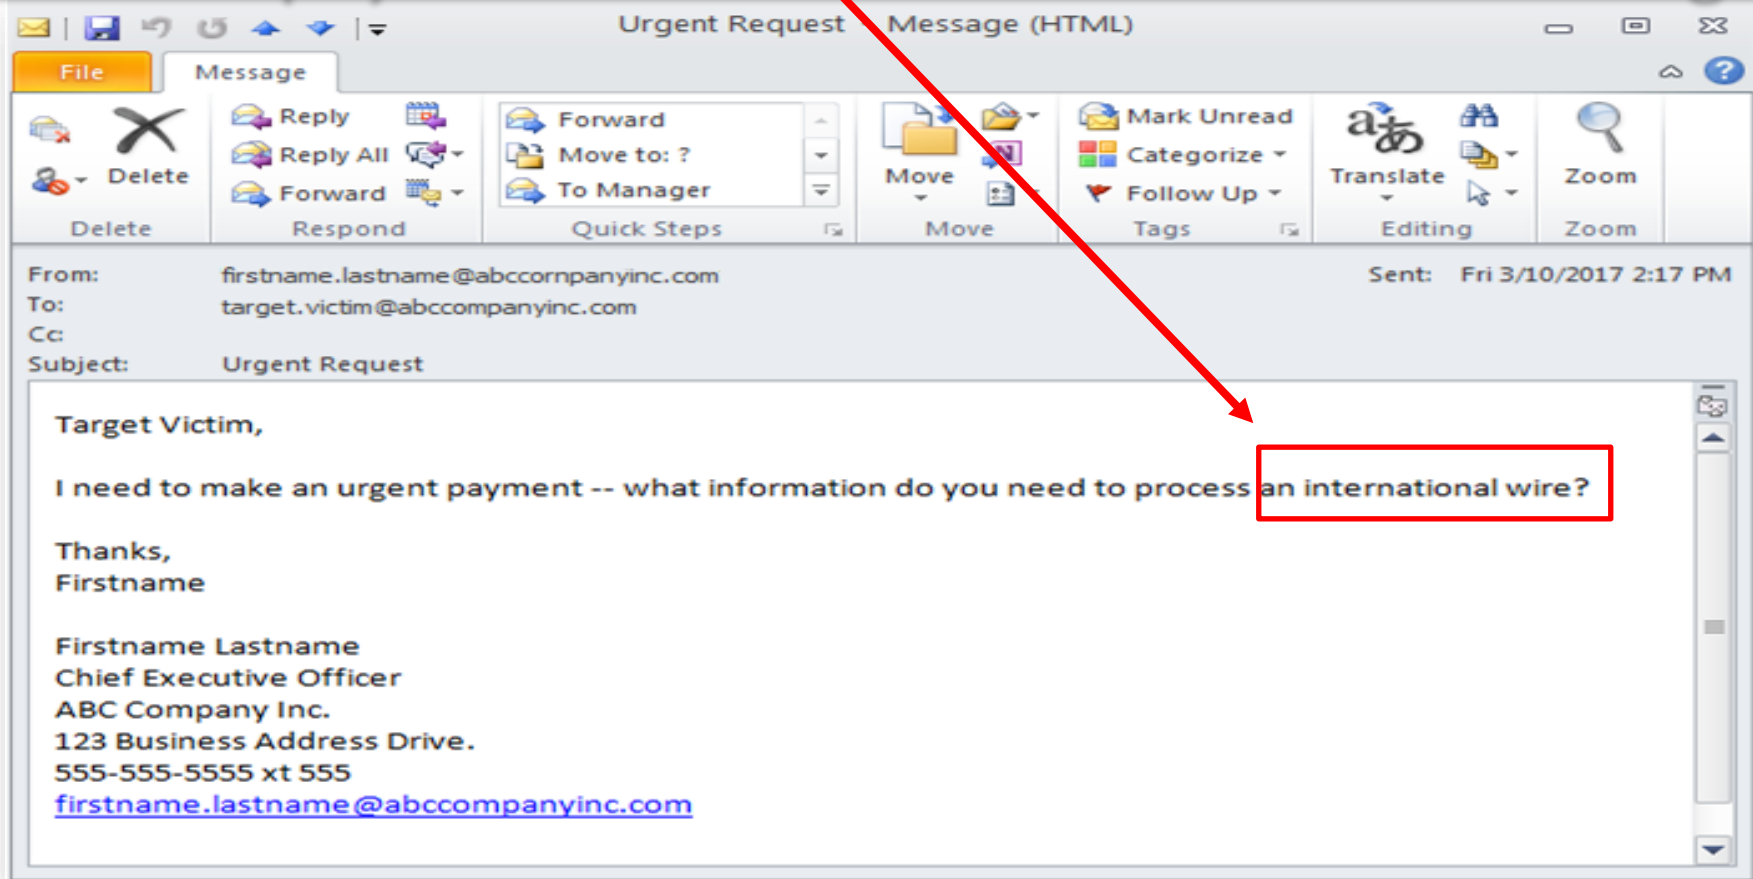 Urgent Request Message (HTML)
File Message
Reply
Reply All
Forward
Delete
Forward
Move to: ?
To Manager
Move
Mark Unread
Categorize
Follow Up
Translate
Zoom
Delete Respond Quick Steps Move Tags Editing Zoom
From: firstname.lastname@abccornpanyinc.com Sent: Fri 3/10/2017 2:17 PM
To: target.victim@abccompanyinc.com
Cc:
Subject: Urgent Request
Target Victim,
I need to make an urgent payment -- what information do you need to process an international wire?
Thanks,
Firstname
Firstname Lastname
Chief Executive Officer
ABC Company Inc.
123 Business Address Drive.
555-555-5555 xt 555
firstname.lastname@abccompanyinc.com